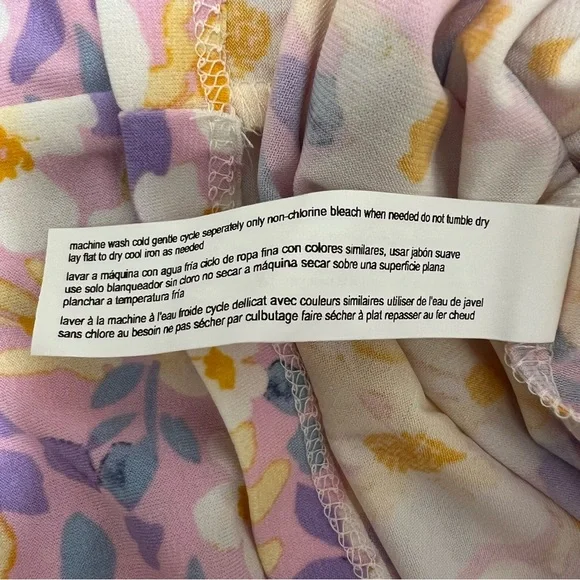 machine wash cold gentle cycle seperately only non-chlorine bleach when needed do not tumble dry
lay flat to dry cool iron as needed
lavar a máquina con agua fría ciclo de ropa fina con colores similares, usar jabón suave
use solo blanqueador sin cloro no secar a máquina secar sobre una superficie plana
planchar a temperatura fría
laver à la machine à l'eau froide cycle dellicat avec couleurs similaires utiliser de l'eau de javel
sans chlore au besoin ne pas sécher par culbutage faire sécher à plat repasser au fer cheud